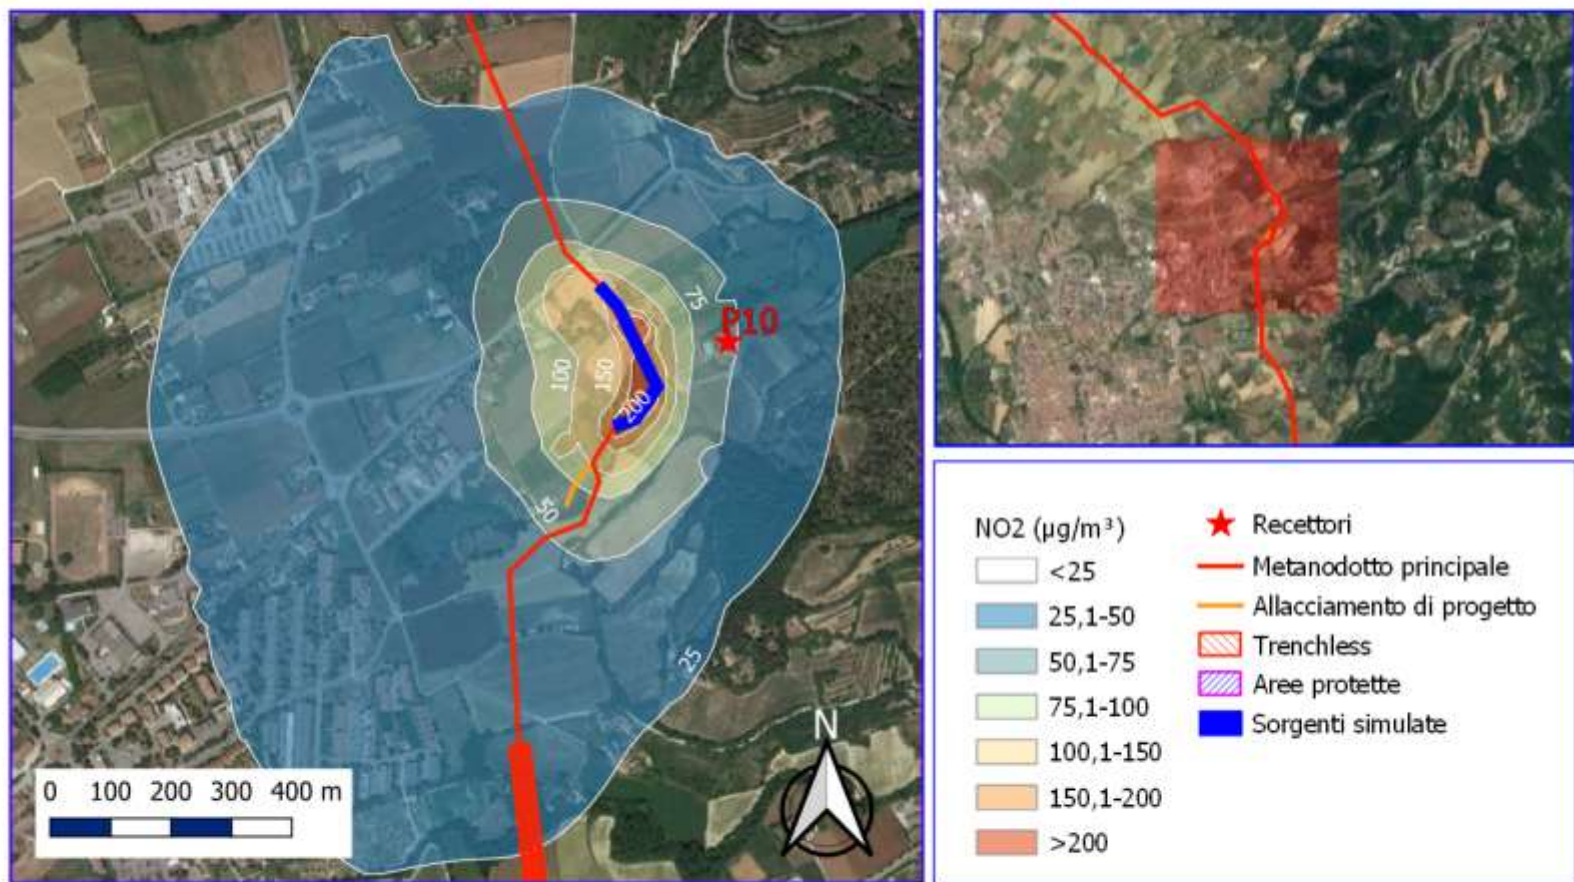 75
P10
100
150
200
50
25
N
0 100 200 300 400 m
NO2 (µg/m³)
<25
25,1-50
50,1-75
75,1-100
100,1-150
150,1-200
>200
Recettori
Metanodotto principale
Allacciamento di progetto
Trenchless
Aree protette
Sorgenti simulate